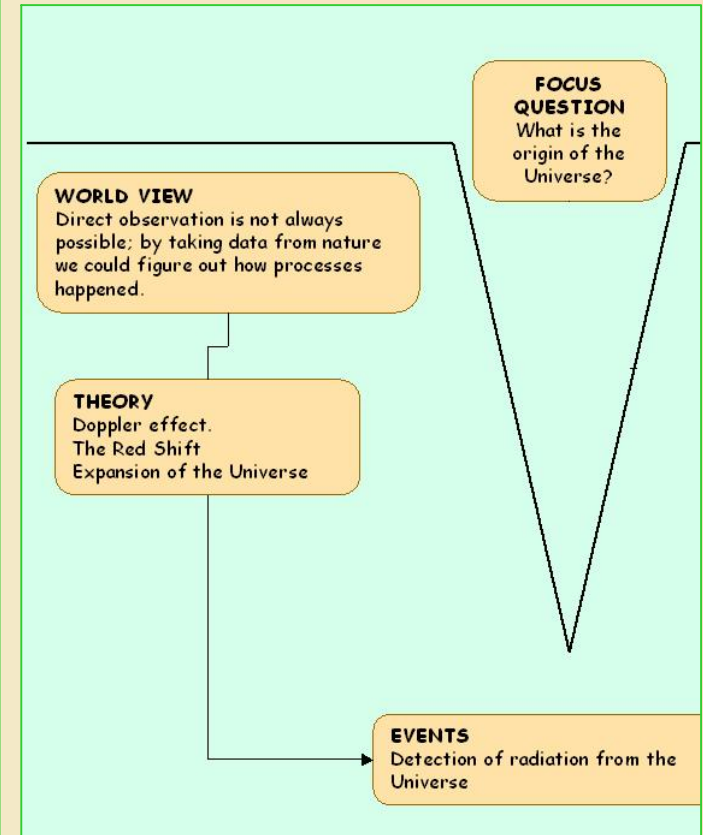 FOCUS
QUESTION
What is the
origin of the
Universe?
WORLD VIEW
Direct observation is not always
possible; by taking data from nature
we could figure out how processes
happened.
THEORY
Doppler effect.
The Red Shift
Expansion of the Universe
EVENTS
Detection of radiation from the
Universe